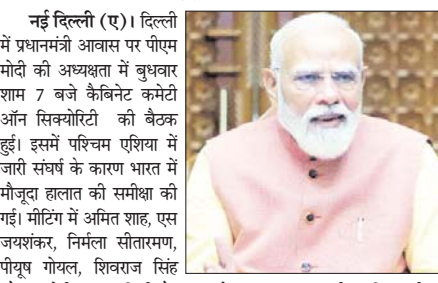 नई दिल्ली (ए)। दिल्ली
में प्रधानमंत्री आवास पर पीएम
मोदी की अध्यक्षता में बुधवार
शाम 7 बजे कैबिनेट कमेटी
ऑन सिक्योरिटी की बैठक
हुई। इसमें पश्चिम एशिया में
जारी संघर्ष के कारण भारत में
मौजूदा हालात की समीक्षा की
गई। मीटिंग में अमित शाह, एस
जयशंकर, निर्मला सीतारमण,
पीयूष गोयल, शिवराज सिंह